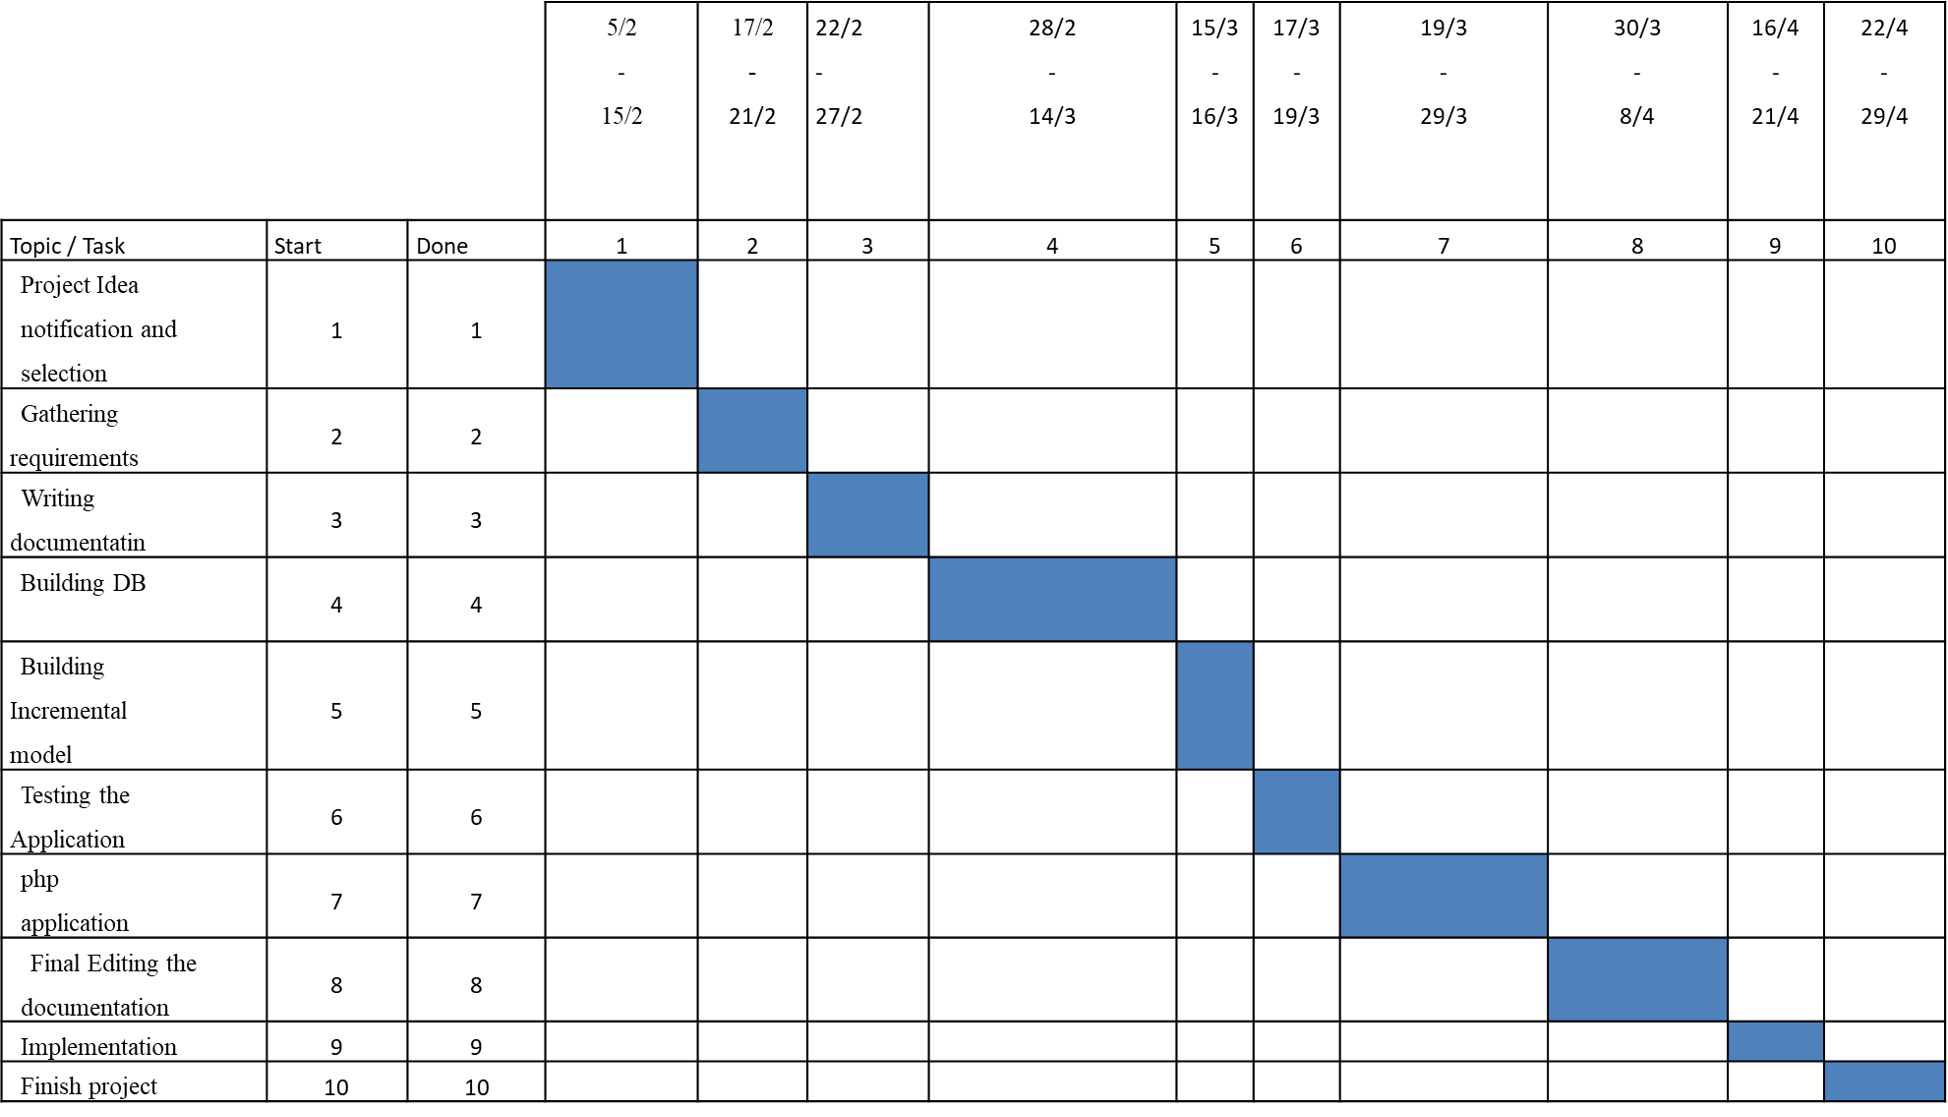 5/2 17/2 22/2 28/2 15/3 17/3 19/3 30/3 16/4 22/4
- - - - - - - - - -
15/2 21/2 27/2 14/3 16/3 19/3 29/3 8/4 21/4 29/4
Topic / Task Start Done 1 2 3 4 5 6 7 8 9 10
Project Idea
notification and
selection
1 1
Gathering
requirements
2 2
Writing
documentatin
3 3
Building DB
4 4
Building
Incremental
model
5 5
Testing the
Application
6 6
php
application
7 7
Final Editing the
documentation
8 8
Implementation 9 9
Finish project 10 10